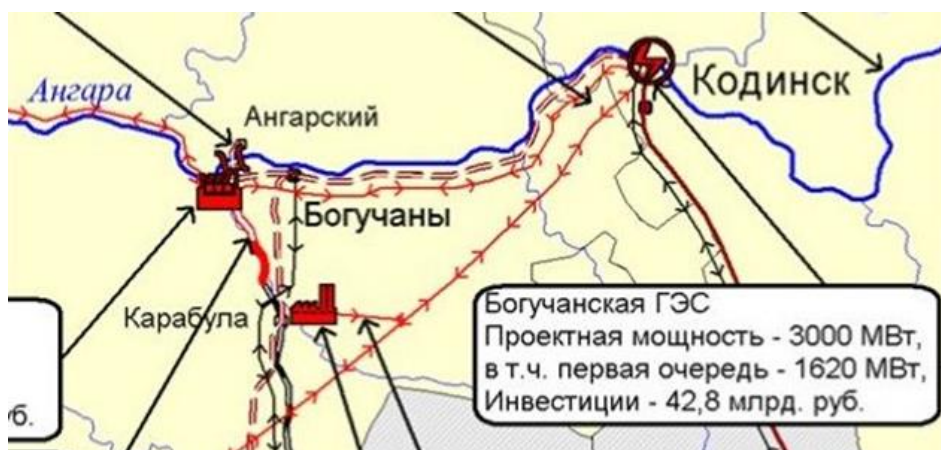 Ангара
Ангарский
Кодинск
Богучаны
Карабула
Богучанская ГЭС
Проектная мощность - 3000 МВт,
в т.ч. первая очередь - 1620 МВт,
Инвестиции - 42,8 млрд. руб.
уб.